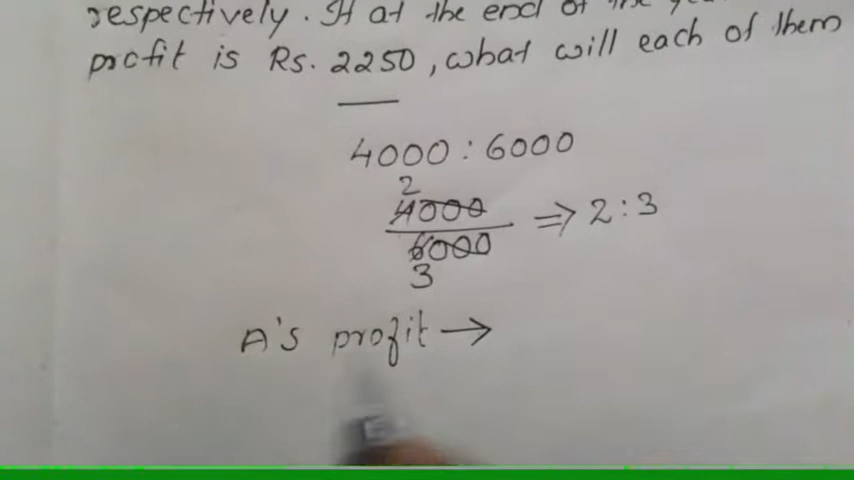 respectively. If at the end of the
profit is Rs. 2250, what will each of them
4000 : 6000
2
4000
6000
3
⇒ 2 : 3
A's profit →